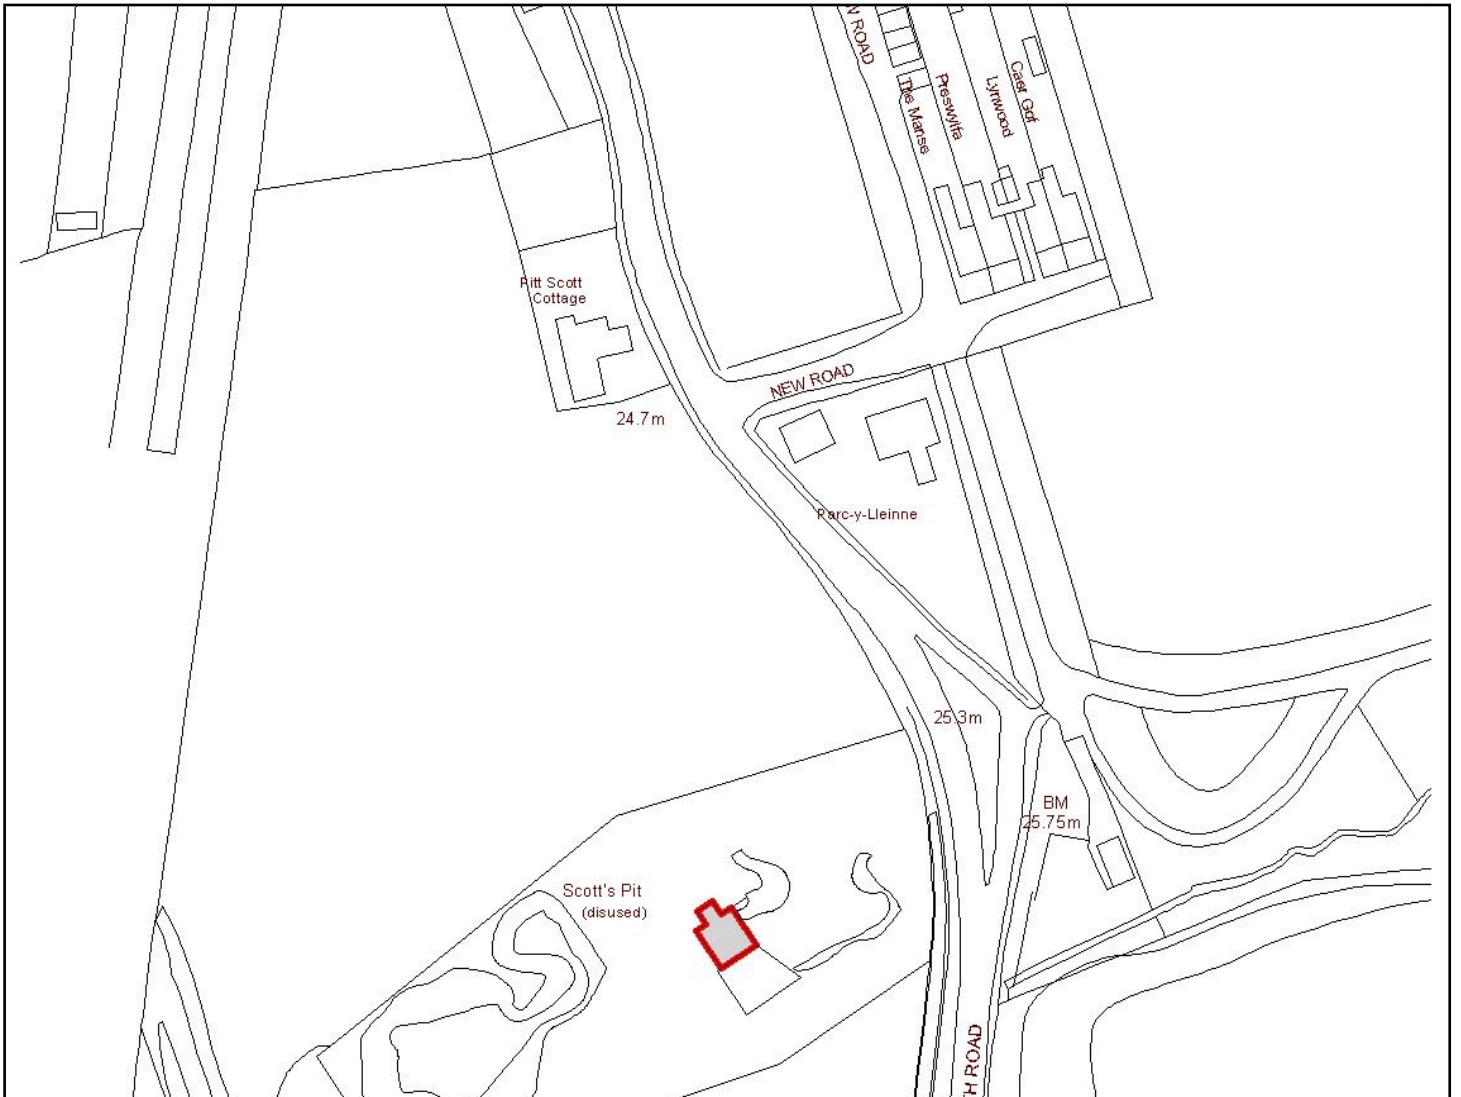 W ROAD
The Manse
Preswylfa
Lynwood
Caer Gof
Pitt Scott
Cottage
NEW ROAD
24.7m
Parc-y-Lleinne
25.3m
BM
25.75m
Scott's Pit
(disused)
TH ROAD